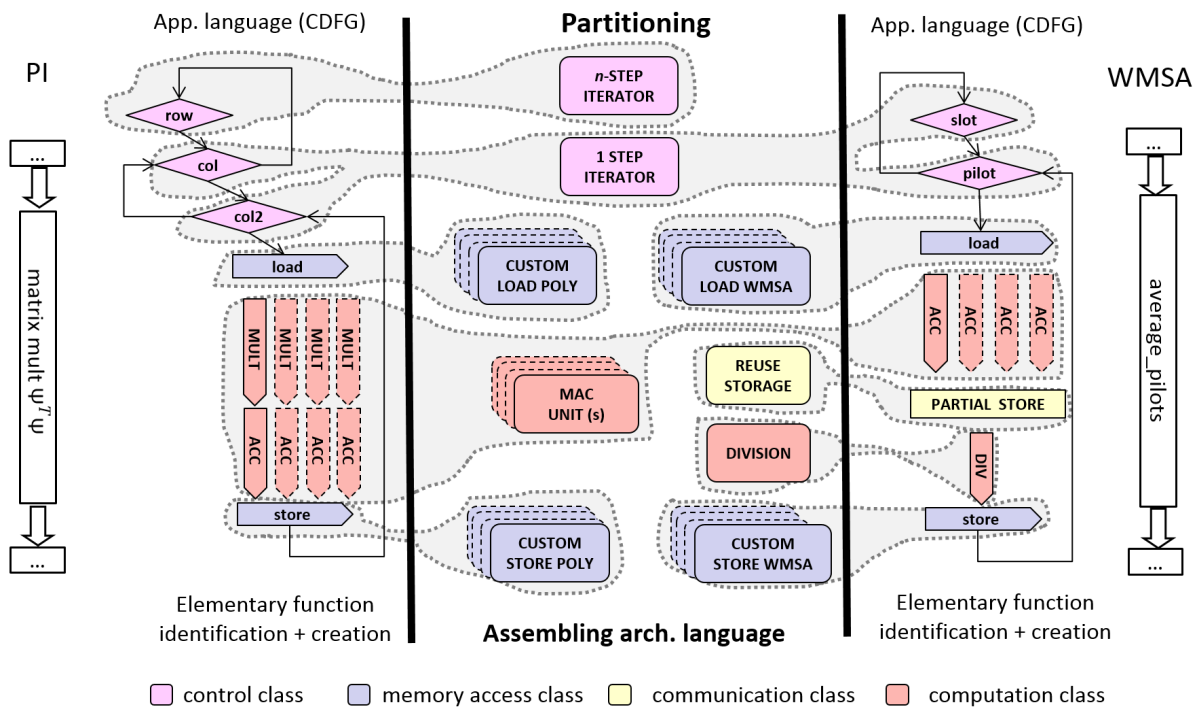 App. language (CDFG)
Partitioning
App. language (CDFG)
PI
WMSA
n-STEP
ITERATOR
row
slot
...
...
col
1 STEP
ITERATOR
pilot
col2
load
CUSTOM
LOAD POLY
CUSTOM
LOAD WMSA
load
matrix mult Ψᵀ Ψ
MULT
MULT
MULT
MULT
ACC
ACC
ACC
ACC
average_pilots
REUSE
STORAGE
MAC
UNIT (s)
PARTIAL STORE
ACC
ACC
ACC
ACC
DIVISION
DIV
store
store
CUSTOM
STORE POLY
CUSTOM
STORE WMSA
...
...
Elementary function
identification + creation
Assembling arch. language
Elementary function
identification + creation
control class
memory access class
communication class
computation class